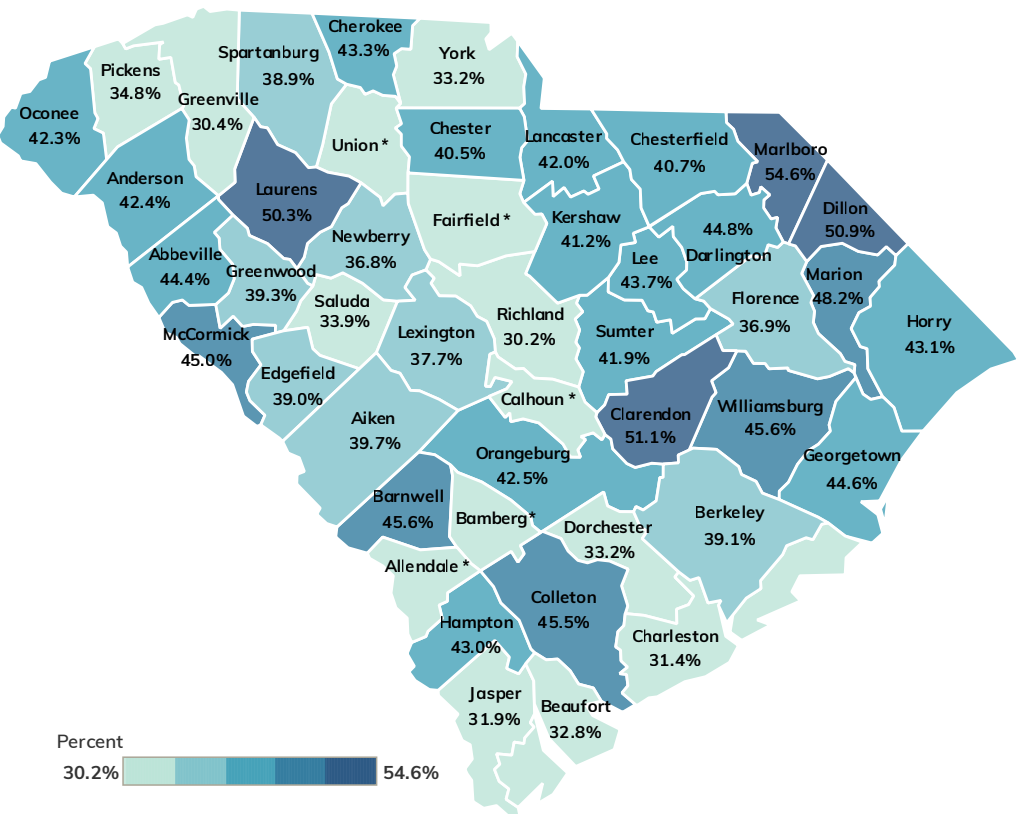 Cherokee
43.3%
Spartanburg
38.9%
York
33.2%
Pickens
34.8%
Greenville
30.4%
Oconee
42.3%
Union *
Chester
40.5%
Lancaster
42.0%
Chesterfield
40.7%
Marlboro
54.6%
Anderson
42.4%
Laurens
50.3%
Dillon
50.9%
Fairfield *
Kershaw
41.2%
44.8%
Darlington
Newberry
36.8%
Abbeville
44.4%
Greenwood
39.3%
Lee
43.7%
Marion
48.2%
Saluda
33.9%
Florence
36.9%
Richland
30.2%
Horry
43.1%
McCormick
45.0%
Lexington
37.7%
Sumter
41.9%
Edgefield
39.0%
Calhoun *
Clarendon
51.1%
Williamsburg
45.6%
Aiken
39.7%
Orangeburg
42.5%
Georgetown
44.6%
Barnwell
45.6%
Bamberg*
Dorchester
33.2%
Berkeley
39.1%
Allendale *
Colleton
45.5%
Hampton
43.0%
Charleston
31.4%
Jasper
31.9%
Beaufort
32.8%
Percent
30.2% 54.6%